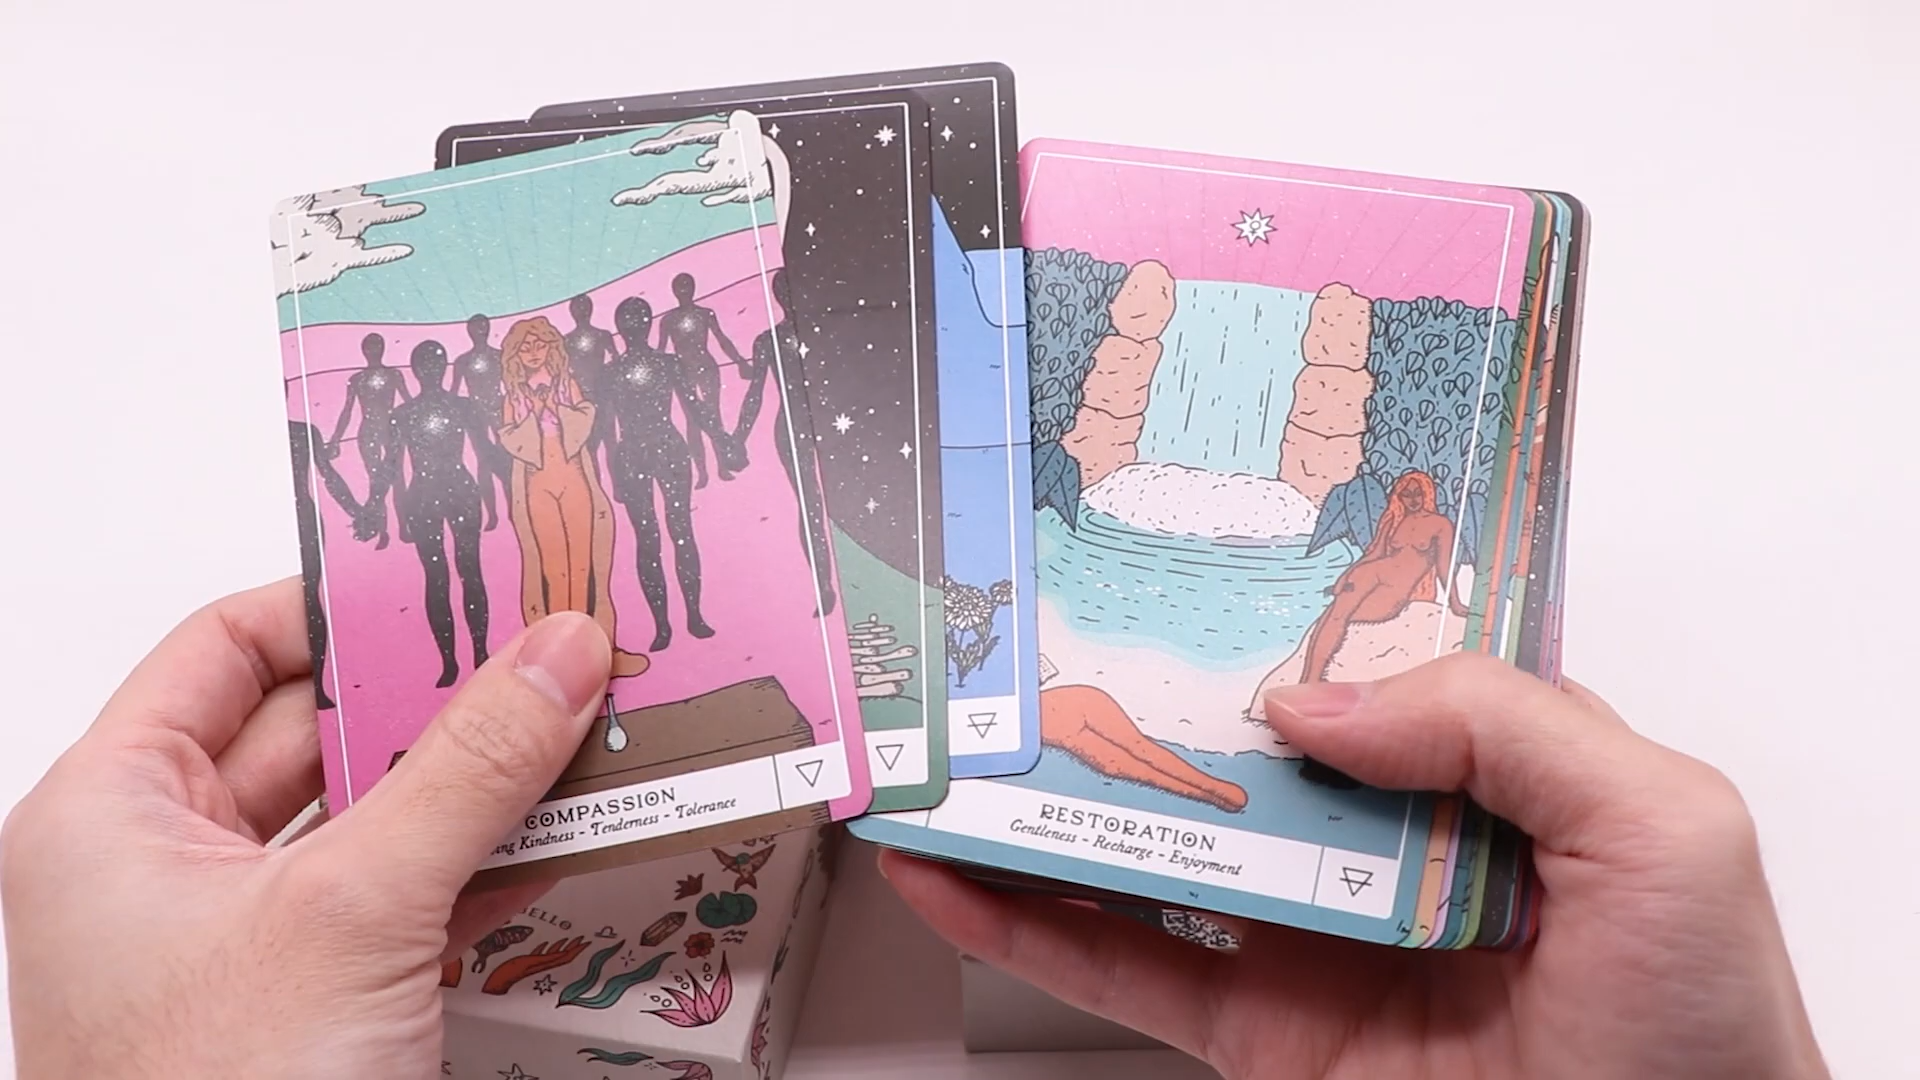 COMPASSION
Kindness - Tenderness - Tolerance
RESTORATION
Gentleness - Recharge - Enjoyment